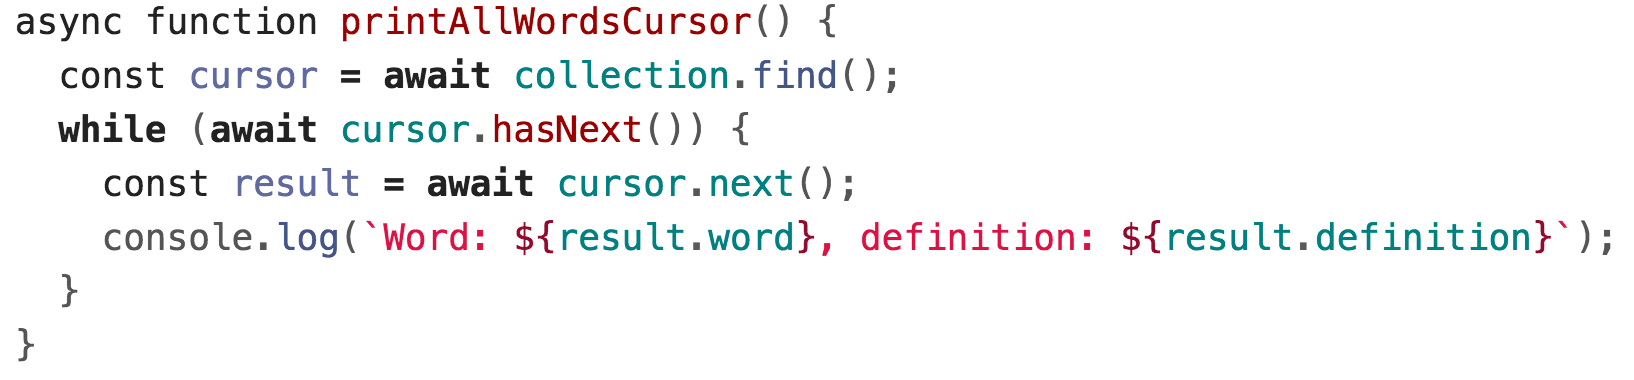 async function printAllWordsCursor() {
  const cursor = await collection.find();
  while (await cursor.hasNext()) {
    const result = await cursor.next();
    console.log(`Word: ${result.word}, definition: ${result.definition}`);
  }
}